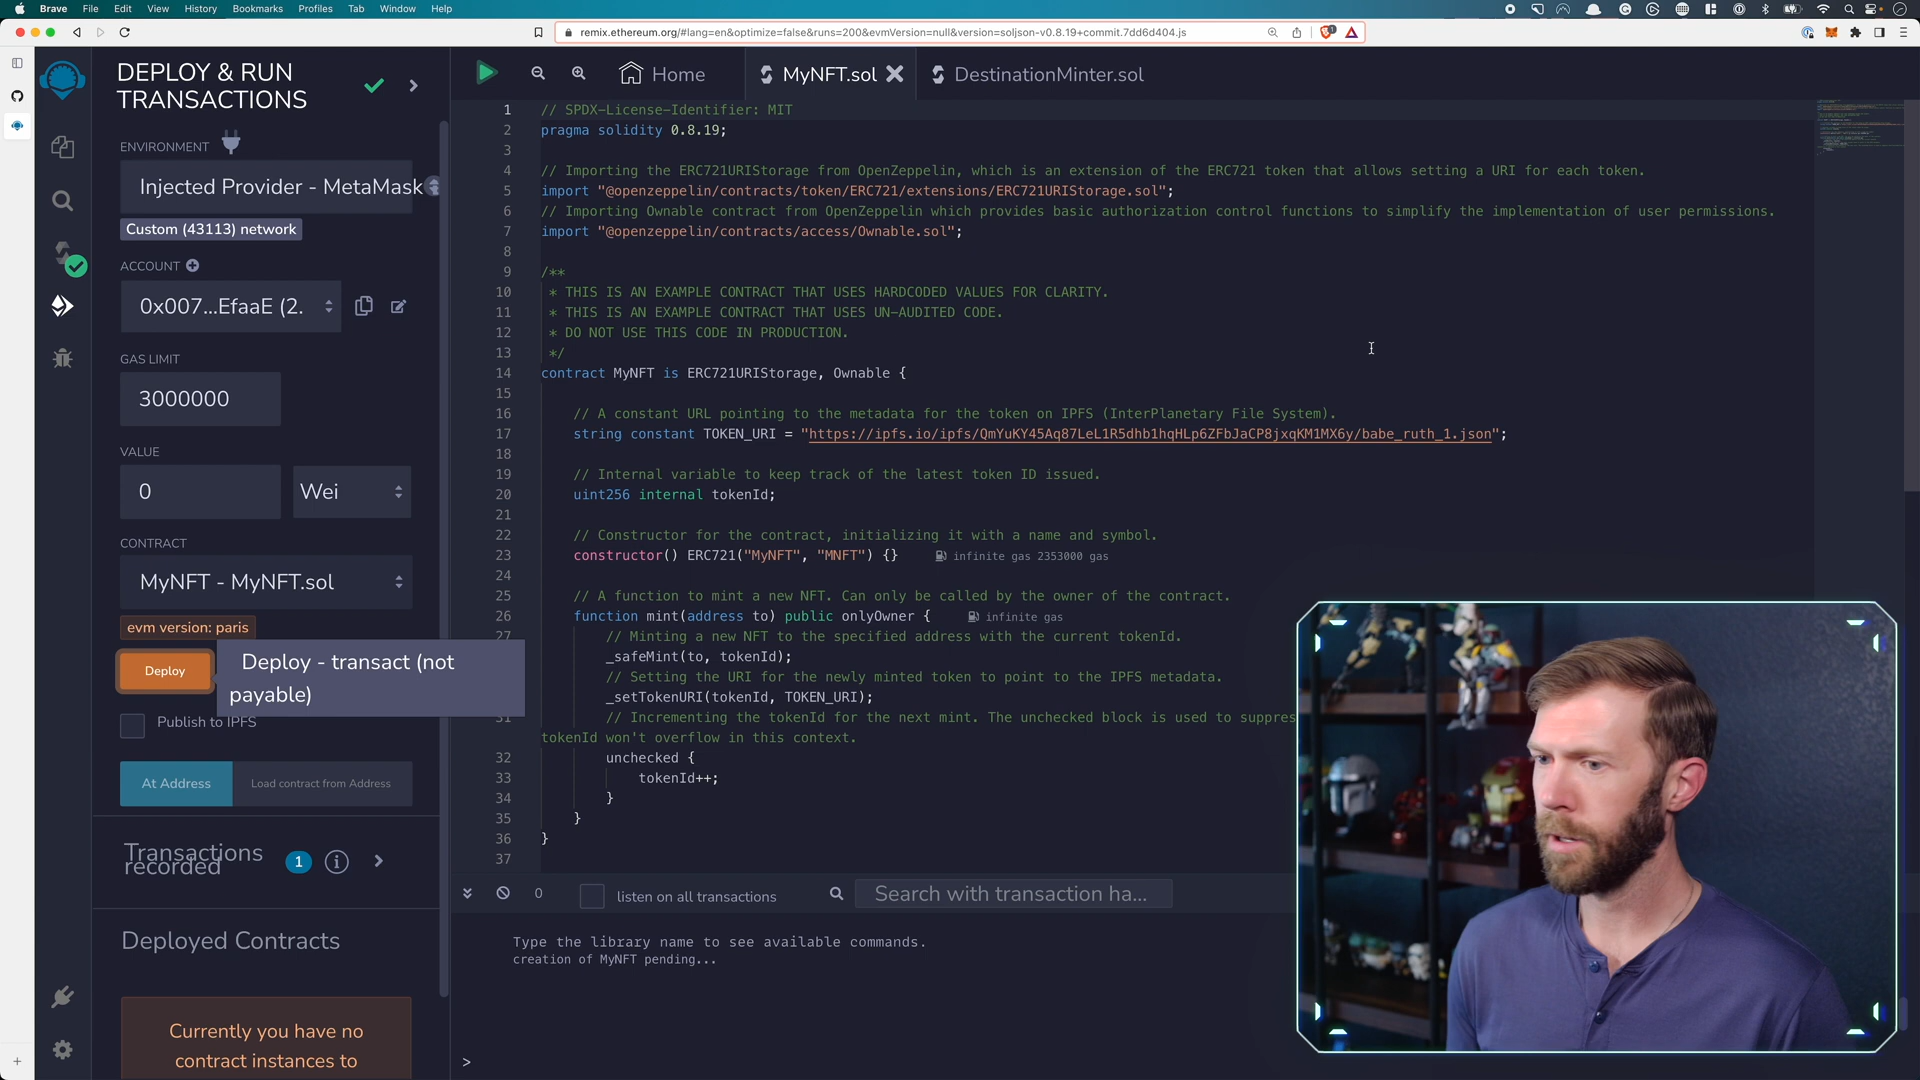 Brave File Edit View History Bookmarks Profiles Tab Window Help
remix.ethereum.org/#lang=en&optimize=false&runs=200&evmVersion=null&version=soljson-v0.8.19+commit.7dd6d404.js
DEPLOY & RUN
TRANSACTIONS
ENVIRONMENT
Injected Provider - MetaMask
Custom (43113) network
ACCOUNT
0x007...EfaaE (2.
GAS LIMIT
3000000
VALUE
0
Wei
CONTRACT
MyNFT - MyNFT.sol
evm version: paris
Deploy
Deploy - transact (not
payable)
Publish to IPFS
At Address
Load contract from Address
Transactions
recorded
1
Deployed Contracts
Currently you have no
contract instances to
Home
MyNFT.sol
DestinationMinter.sol
1 // SPDX-License-Identifier: MIT
2 pragma solidity 0.8.19;
3
4 // Importing the ERC721URIStorage from OpenZeppelin, which is an extension of the ERC721 token that allows setting a URI for each token.
5 import "@openzeppelin/contracts/token/ERC721/extensions/ERC721URIStorage.sol";
6 // Importing Ownable contract from OpenZeppelin which provides basic authorization control functions to simplify the implementation of user permissions.
7 import "@openzeppelin/contracts/access/Ownable.sol";
8
9 /**
10 * THIS IS AN EXAMPLE CONTRACT THAT USES HARDCODED VALUES FOR CLARITY.
11 * THIS IS AN EXAMPLE CONTRACT THAT USES UN-AUDITED CODE.
12 * DO NOT USE THIS CODE IN PRODUCTION.
13 */
14 contract MyNFT is ERC721URIStorage, Ownable {
15
16 // A constant URL pointing to the metadata for the token on IPFS (InterPlanetary File System).
17 string constant TOKEN_URI = "https://ipfs.io/ipfs/QmYuKY45Aq87LeL1R5dhb1hqHLp6ZFbJaCP8jxqKM1MX6y/babe_ruth_1.json";
18
19 // Internal variable to keep track of the latest token ID issued.
20 uint256 internal tokenId;
21
22 // Constructor for the contract, initializing it with a name and symbol.
23 constructor() ERC721("MyNFT", "MNFT") {} infinite gas 2353000 gas
24
25 // A function to mint a new NFT. Can only be called by the owner of the contract.
26 function mint(address to) public onlyOwner { infinite gas
27 // Minting a new NFT to the specified address with the current tokenId.
_safeMint(to, tokenId);
// Setting the URI for the newly minted token to point to the IPFS metadata.
_setTokenURI(tokenId, TOKEN_URI);
31 // Incrementing the tokenId for the next mint. The unchecked block is used to suppres
tokenId won't overflow in this context.
32 unchecked {
33 tokenId++;
34 }
35 }
36 }
37
0
listen on all transactions
Search with transaction ha...
Type the library name to see available commands.
creation of MyNFT pending...
>